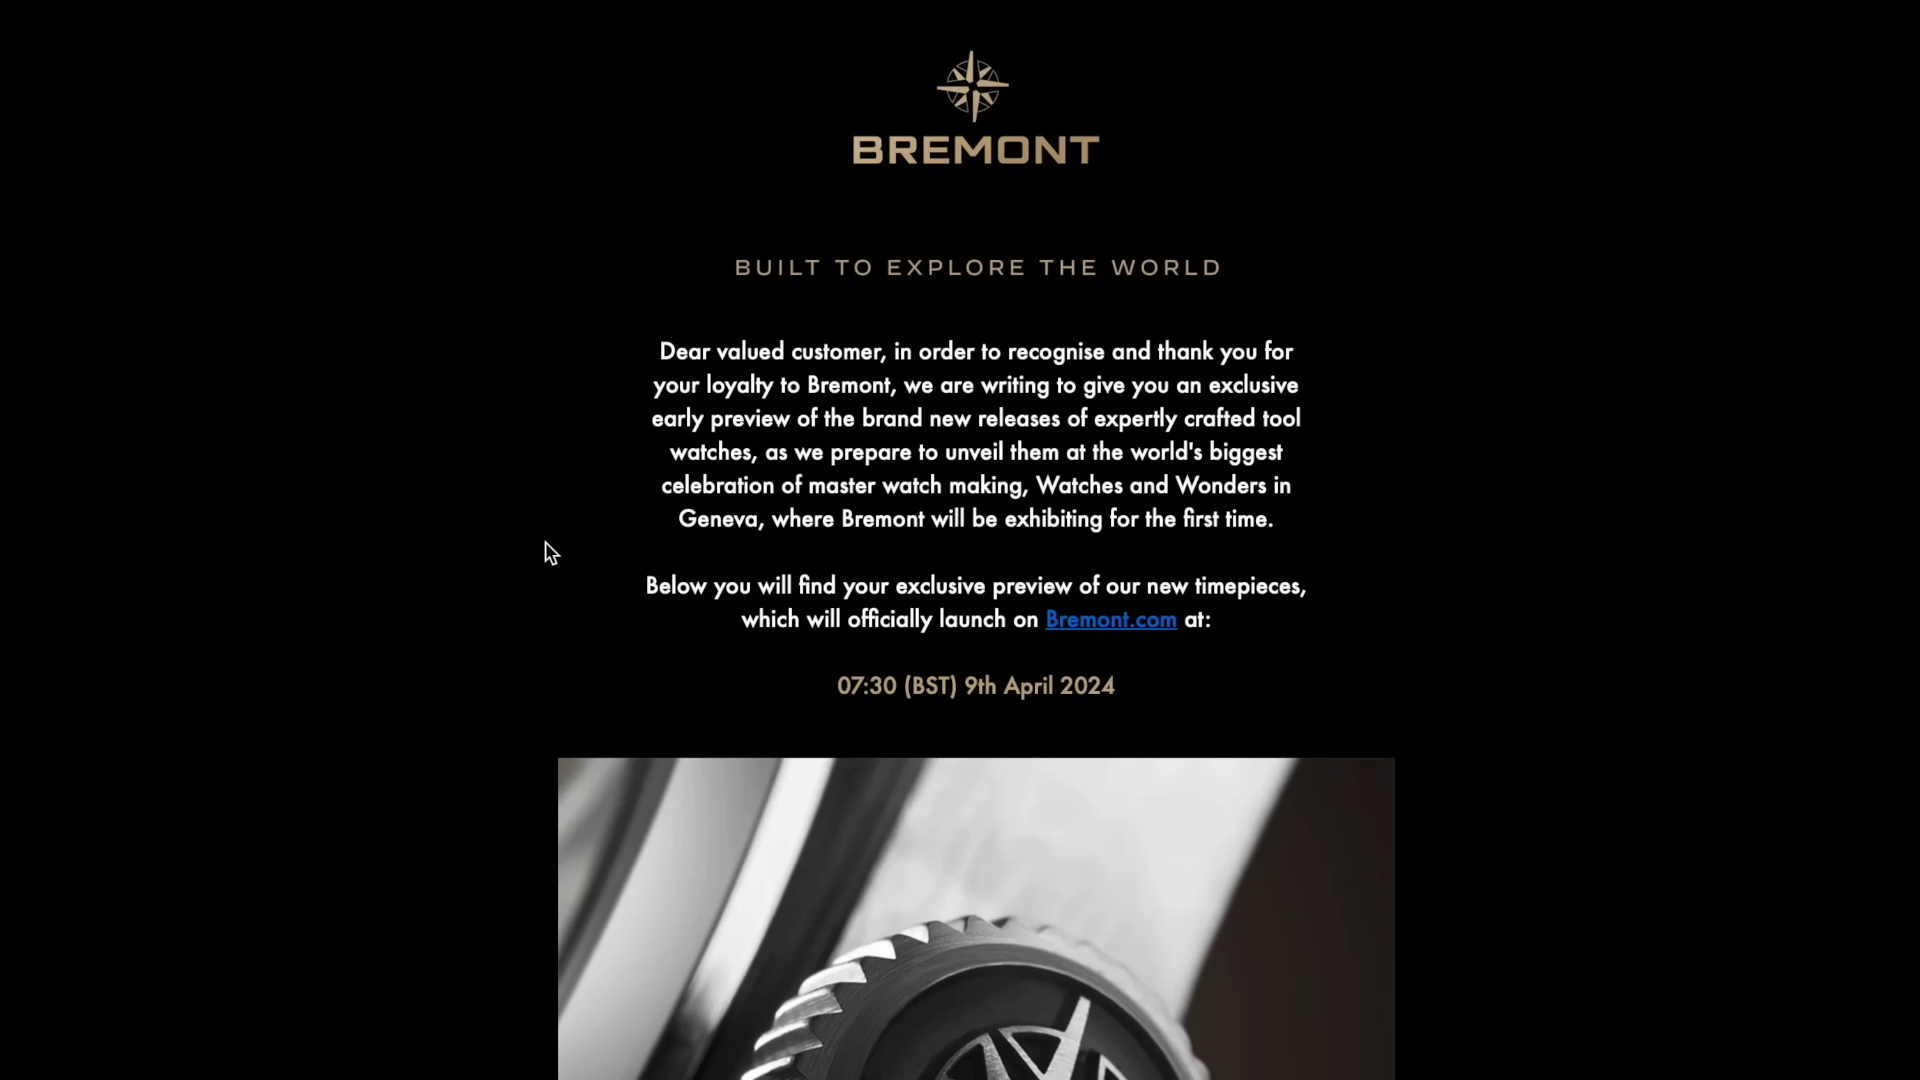 BREMONT
BUILT TO EXPLORE THE WORLD
Dear valued customer, in order to recognise and thank you for
your loyalty to Bremont, we are writing to give you an exclusive
early preview of the brand new releases of expertly crafted tool
watches, as we prepare to unveil them at the world's biggest
celebration of master watch making, Watches and Wonders in
Geneva, where Bremont will be exhibiting for the first time.
Below you will find your exclusive preview of our new timepieces,
which will officially launch on Bremont.com at:
07:30 (BST) 9th April 2024